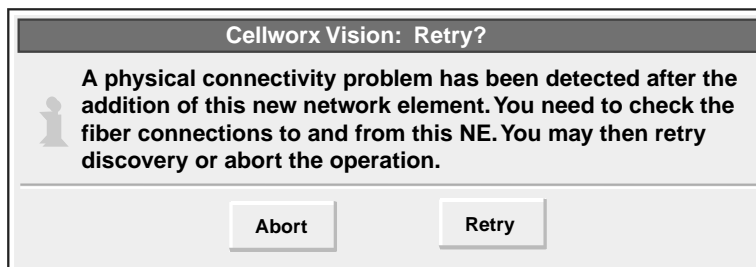 Cellworx Vision: Retry?
A physical connectivity problem has been detected after the
addition of this new network element. You need to check the
fiber connections to and from this NE. You may then retry
discovery or abort the operation.
Abort Retry